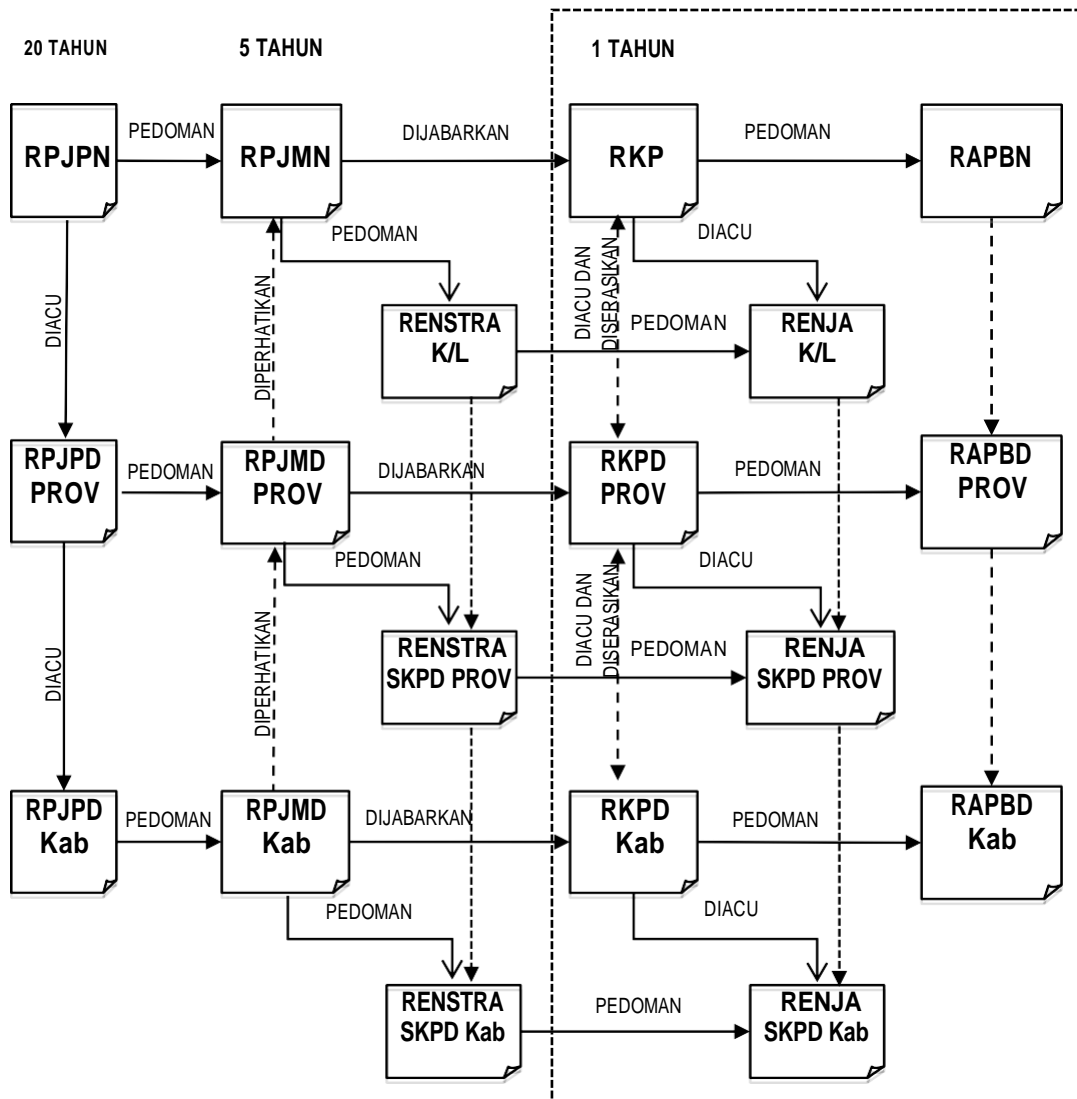 20 TAHUN
5 TAHUN
1 TAHUN
RPJPN
PEDOMAN
RPJMN
DIJABARKAN
RKP
PEDOMAN
RAPBN
DIACU
DIPERHATIKAN
PEDOMAN
RENSTRA
K/L
DIACU DAN
DISERASIKAN
DIACU
PEDOMAN
RENJA
K/L
RPJPD
PROV
PEDOMAN
RPJMD
PROV
DIJABARKAN
RKPD
PROV
PEDOMAN
RAPBD
PROV
DIACU
DIPERHATIKAN
PEDOMAN
RENSTRA
SKPD PROV
DIACU DAN
DISERASIKAN
DIACU
PEDOMAN
RENJA
SKPD PROV
RPJPD
Kab
PEDOMAN
RPJMD
Kab
DIJABARKAN
RKPD
Kab
PEDOMAN
RAPBD
Kab
PEDOMAN
DIACU
RENSTRA
SKPD Kab
PEDOMAN
RENJA
SKPD Kab